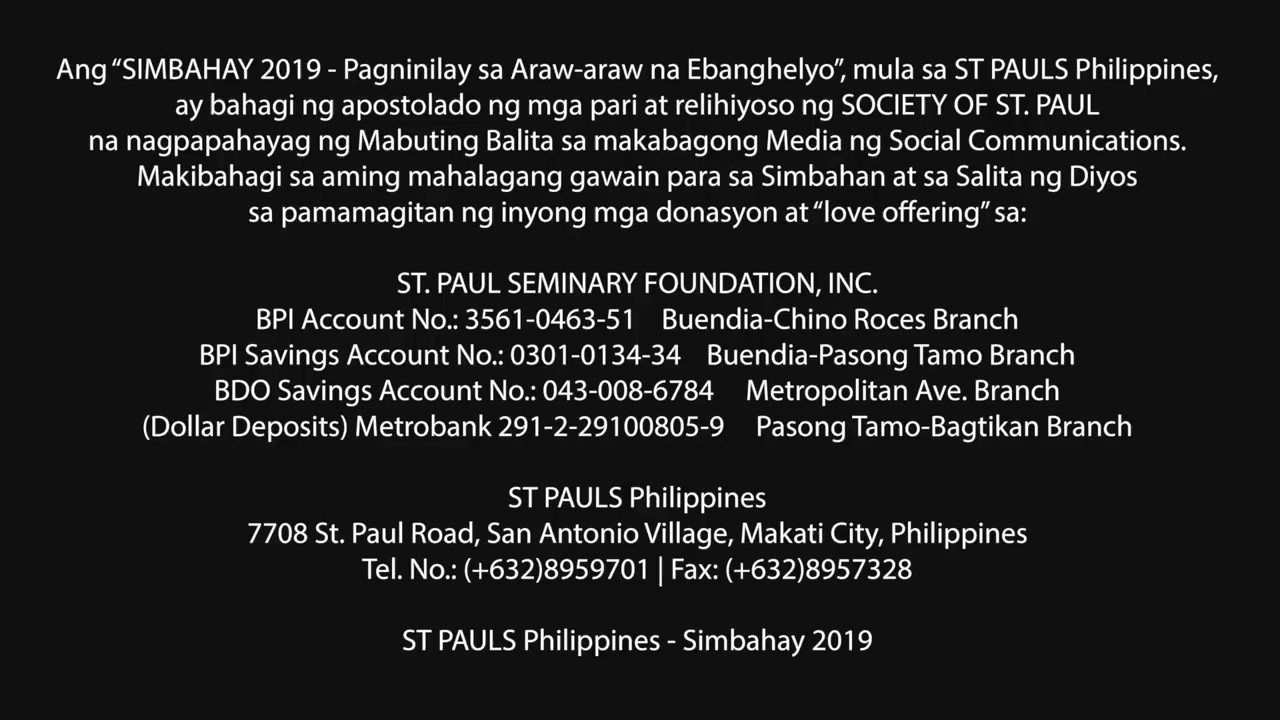 Ang “SIMBAHAY 2019 - Pagninilay sa Araw-araw na Ebanghelyo”, mula sa ST PAULS Philippines,
ay bahagi ng apostolado ng mga pari at relihiyoso ng SOCIETY OF ST. PAUL
na nagpapahayag ng Mabuting Balita sa makabagong Media ng Social Communications.
Makibahagi sa aming mahalagang gawain para sa Simbahan at sa Salita ng Diyos
sa pamamagitan ng inyong mga donasyon at “love offering” sa:
ST. PAUL SEMINARY FOUNDATION, INC.
BPI Account No.: 3561-0463-51 Buendia-Chino Roces Branch
BPI Savings Account No.: 0301-0134-34 Buendia-Pasong Tamo Branch
BDO Savings Account No.: 043-008-6784 Metropolitan Ave. Branch
(Dollar Deposits) Metrobank 291-2-29100805-9 Pasong Tamo-Bagtikan Branch
ST PAULS Philippines
7708 St. Paul Road, San Antonio Village, Makati City, Philippines
Tel. No.: (+632)8959701 | Fax: (+632)8957328
ST PAULS Philippines - Simbahay 2019